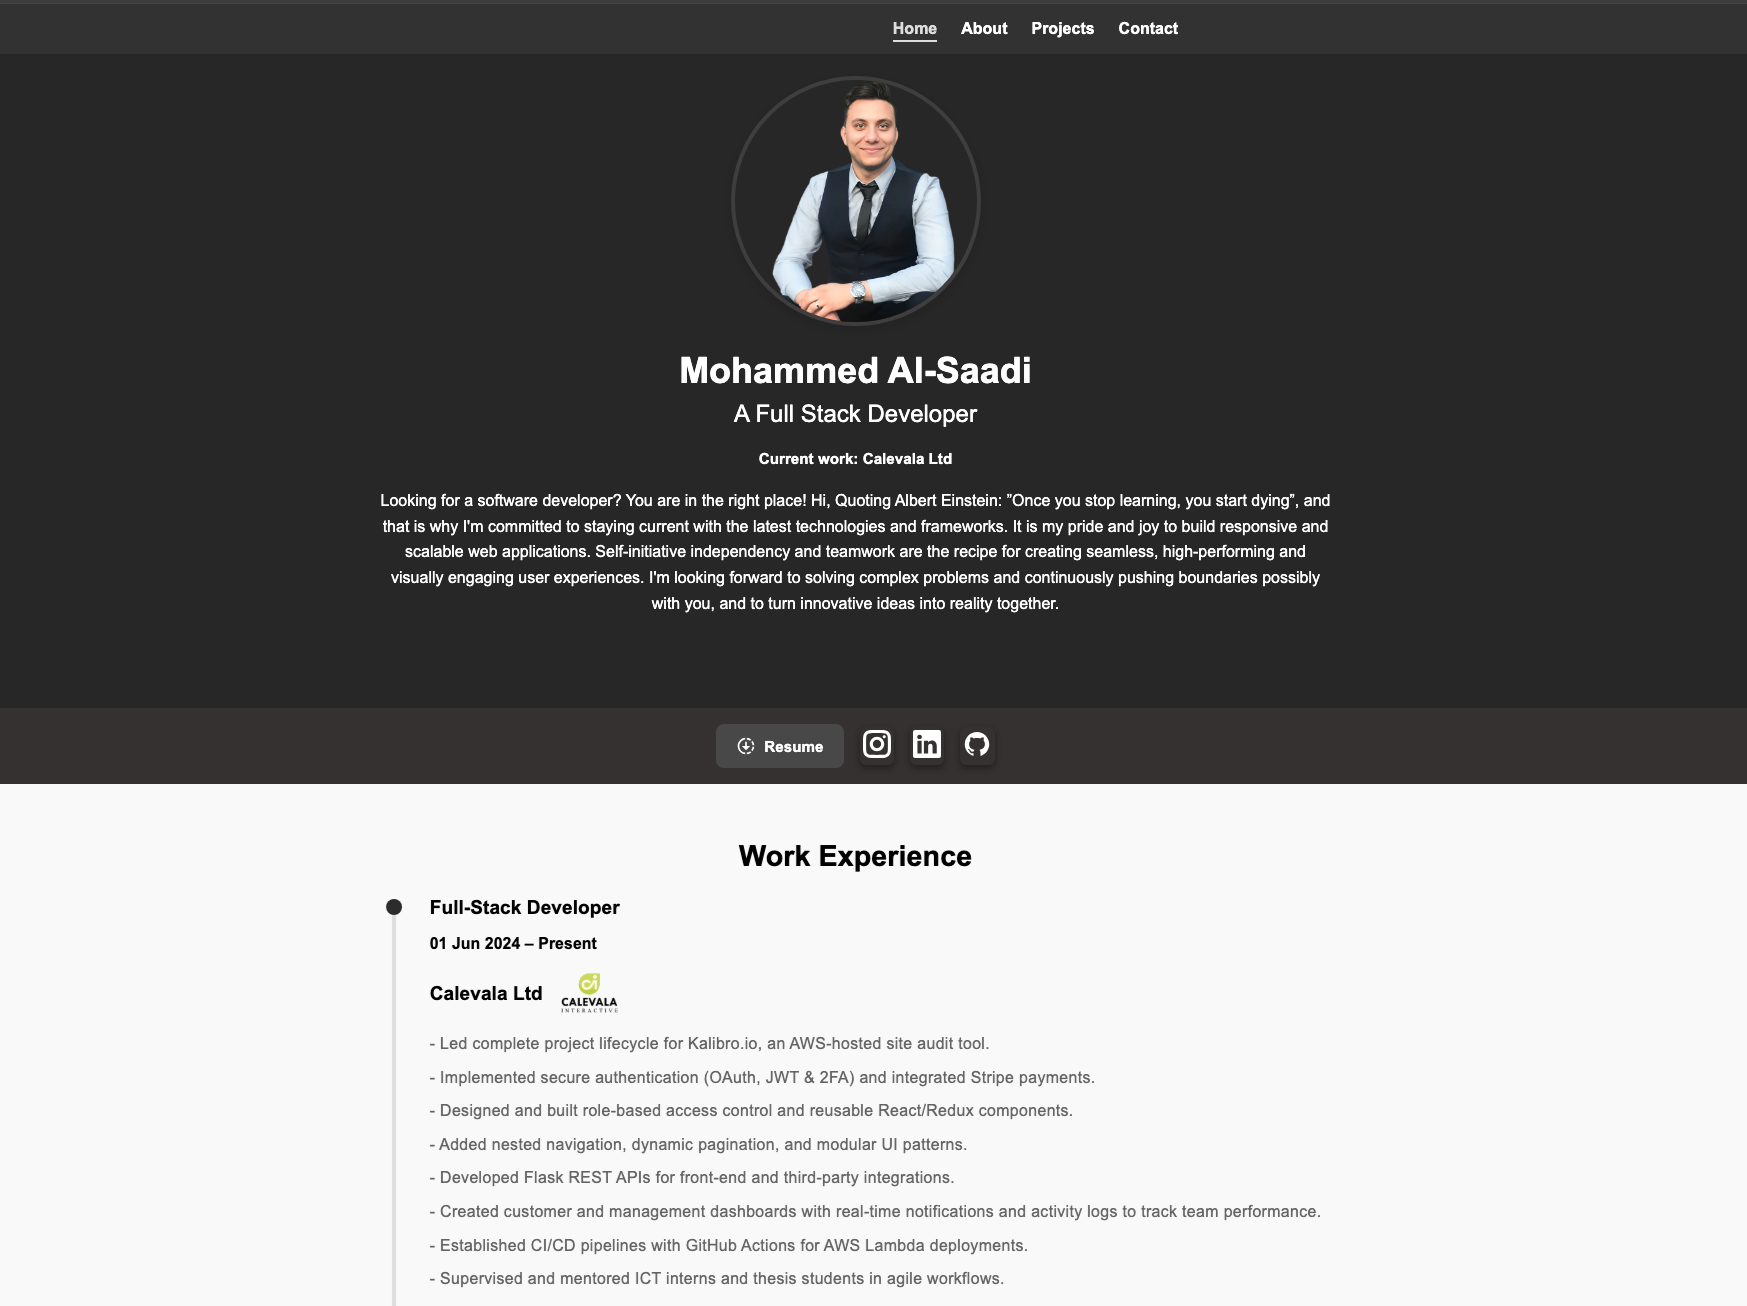 Home About Projects Contact
Mohammed Al-Saadi
A Full Stack Developer
Current work: Calevala Ltd
Looking for a software developer? You are in the right place! Hi, Quoting Albert Einstein: ”Once you stop learning, you start dying”, and
that is why I'm committed to staying current with the latest technologies and frameworks. It is my pride and joy to build responsive and
scalable web applications. Self-initiative independency and teamwork are the recipe for creating seamless, high-performing and
visually engaging user experiences. I'm looking forward to solving complex problems and continuously pushing boundaries possibly
with you, and to turn innovative ideas into reality together.
Resume
Work Experience
Full-Stack Developer
01 Jun 2024 – Present
Calevala Ltd
CALEVALA
INTERACTIVE
- Led complete project lifecycle for Kalibro.io, an AWS-hosted site audit tool.
- Implemented secure authentication (OAuth, JWT & 2FA) and integrated Stripe payments.
- Designed and built role-based access control and reusable React/Redux components.
- Added nested navigation, dynamic pagination, and modular UI patterns.
- Developed Flask REST APIs for front-end and third-party integrations.
- Created customer and management dashboards with real-time notifications and activity logs to track team performance.
- Established CI/CD pipelines with GitHub Actions for AWS Lambda deployments.
- Supervised and mentored ICT interns and thesis students in agile workflows.